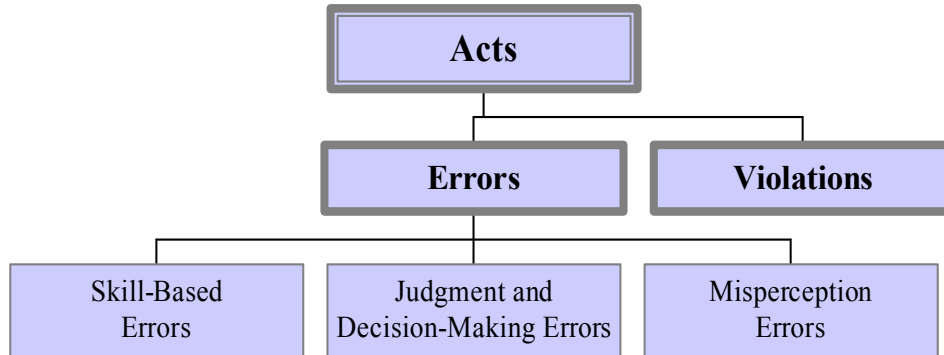 Acts
Errors
Violations
Skill-Based
Errors
Judgment and
Decision-Making Errors
Misperception
Errors